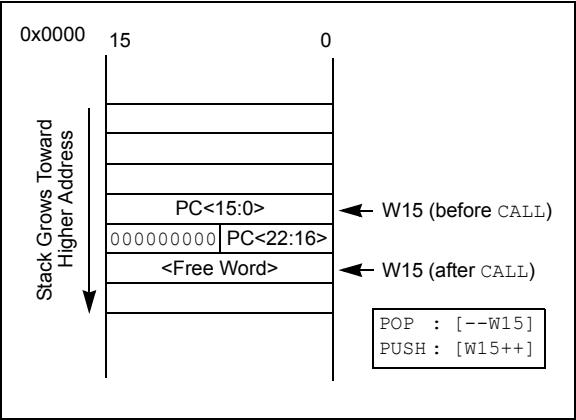 0x0000
15 0
Stack Grows Toward
Higher Address
PC<15:0>
W15 (before CALL)
000000000 PC<22:16>
<Free Word>
W15 (after CALL)
POP : [--W15]
PUSH : [W15++]